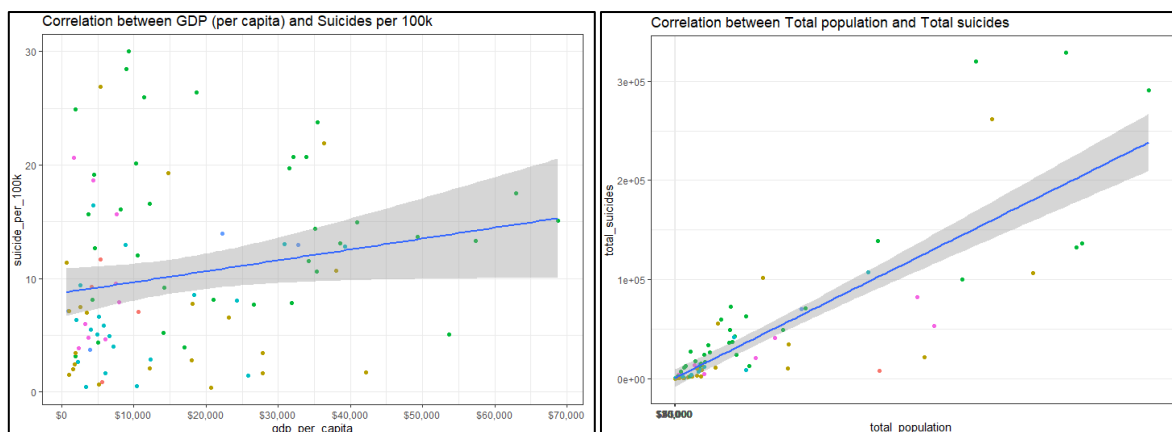 Correlation between GDP (per capita) and Suicides per 100k
30
20
10
0
suicide_per_100k
$0 $10,000 $20,000 $30,000 $40,000 $50,000 $60,000 $70,000
gdp_per_capita
Correlation between Total population and Total suicides
3e+05
2e+05
1e+05
0e+00
total_suicides
total_population